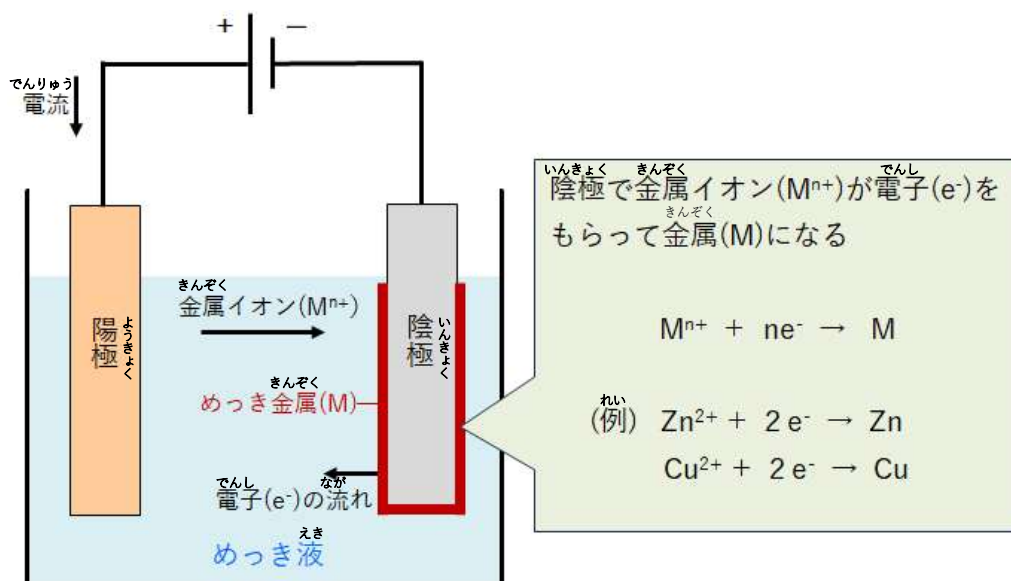 + －
でんりゅう
電流
陽極
ようきょく
きんぞく
金属イオン(Mⁿ⁺)
陰極
いんきょく
きんぞく
めっき金属(M)
でんし なが
電子(e⁻)の流れ
えき
めっき液
いんきょく きんぞく でんし
陰極で金属イオン(Mⁿ⁺)が電子(e⁻)を
きんぞく
もらって金属(M)になる
Mⁿ⁺ + ne⁻ → M
れい
(例) Zn²⁺ + 2 e⁻ → Zn
Cu²⁺ + 2 e⁻ → Cu